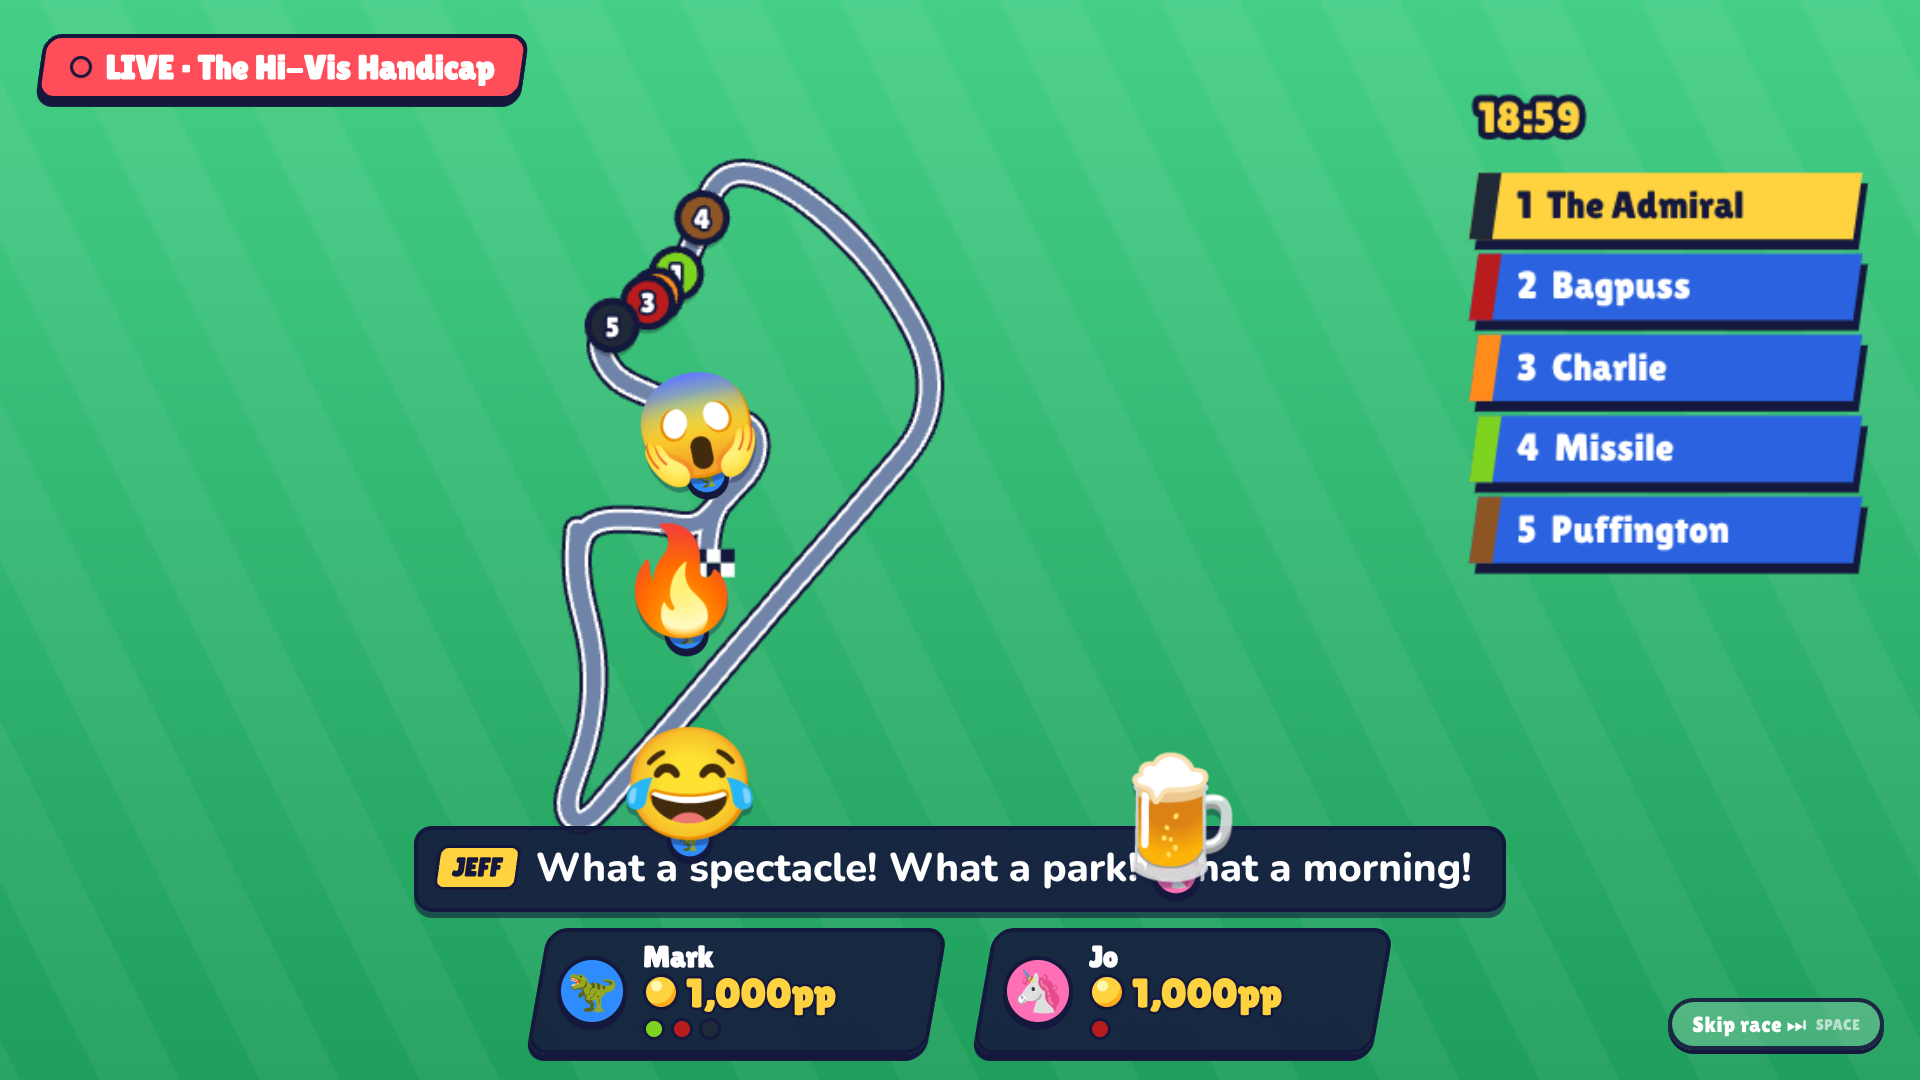 LIVE · The Hi-Vis Handicap
18:59
1 The Admiral
2 Bagpuss
3 Charlie
4 Missile
5 Puffington
4
1
3
5
JEFF What a spectacle! What a park! hat a morning!
Mark
1,000pp
Jo
1,000pp
Skip race SPACE